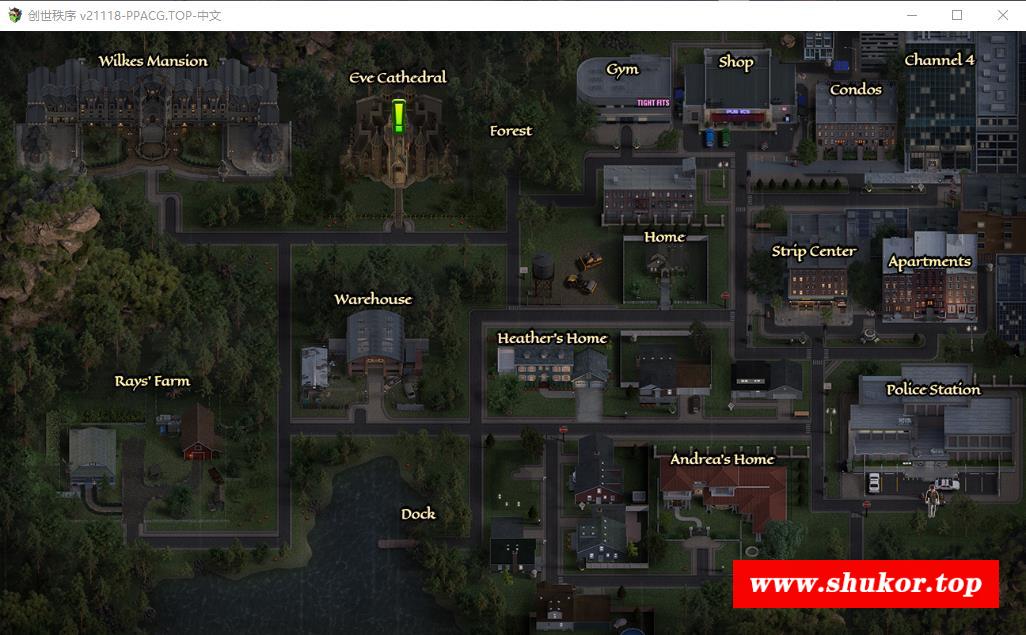 创世秩序 v21118-PPACG.TOP-中文
Wilkes Mansion
Eve Cathedral
Forest
Gym
TIGHT FITS
Shop
Channel 4
Condos
Home
Strip Center
Apartments
Warehouse
Heather's Home
Rays' Farm
Police Station
Andrea's Home
Dock
www.shukor.top